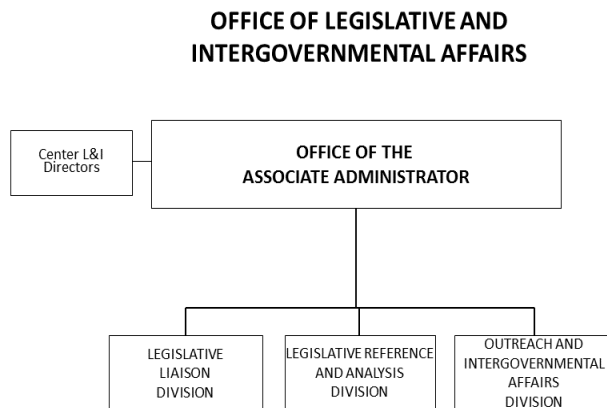 OFFICE OF LEGISLATIVE AND
INTERGOVERNMENTAL AFFAIRS
Center L&I
Directors
OFFICE OF THE
ASSOCIATE ADMINISTRATOR
LEGISLATIVE
LIAISON
DIVISION
LEGISLATIVE REFERENCE
AND ANALYSIS
DIVISION
OUTREACH AND
INTERGOVERNMENTAL
AFFAIRS
DIVISION